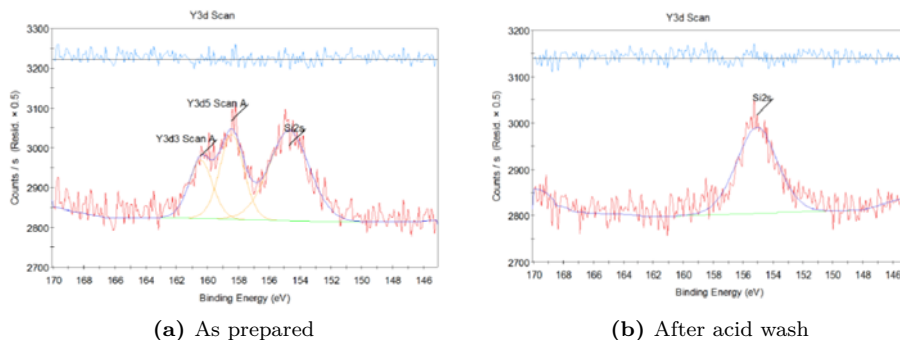 Y3d Scan
3300
3200
3100
3000
2900
2800
2700
Counts / s (Resid. × 0.5)
Y3d5 Scan A
Y3d3 Scan A
Si2s
170 168 166 164 162 160 158 156 154 152 150 148 146
Binding Energy (eV)
(a) As prepared
Y3d Scan
3200
3100
3000
2900
2800
2700
Counts / s (Resid. × 0.5)
Si2s
170 168 166 164 162 160 158 156 154 152 150 148 146
Binding Energy (eV)
(b) After acid wash